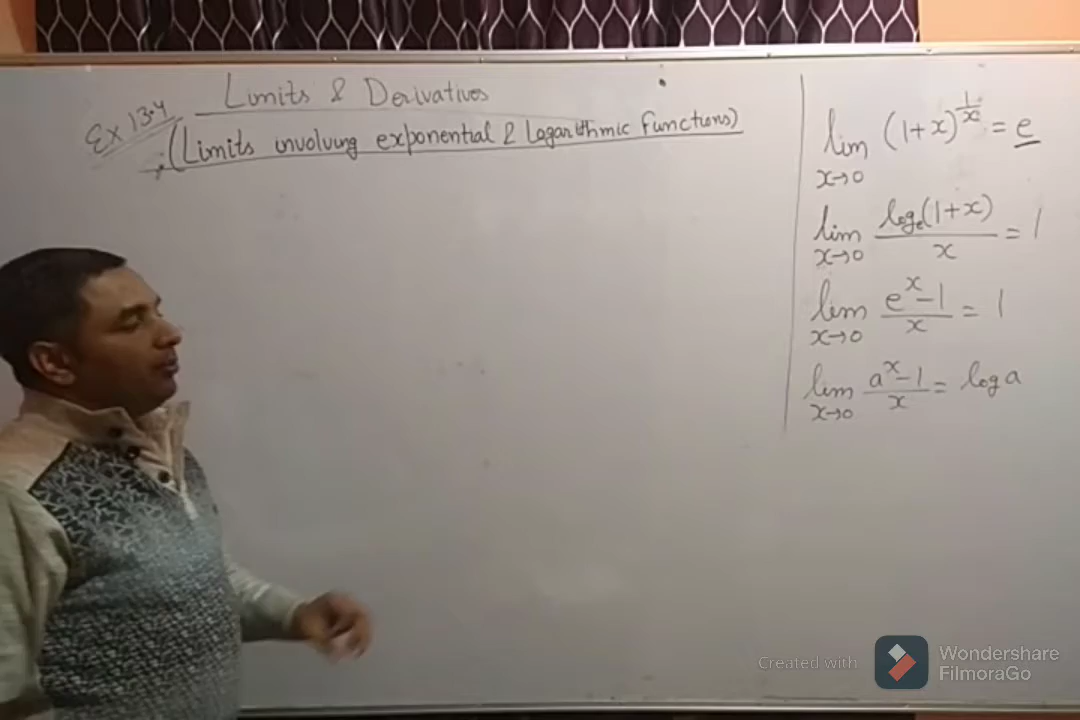 Limits & Derivatives
Ex 13.4
(Limits involving exponential & Logarithmic Functions)
lim x→0 (1+x)^(1/x) = e
lim x→0 logₑ(1+x)/x = 1
lim x→0 (e^x-1)/x = 1
lim x→0 (a^x-1)/x = log a
Created with
Wondershare
FilmoraGo